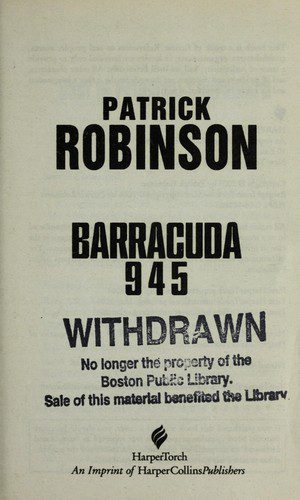 PATRICK
ROBINSON
BARRACUDA
945
WITHDRAWN
No longer the property of the
Boston Public Library.
Sale of this material benefited the Library
HarperTorch
An Imprint of HarperCollinsPublishers